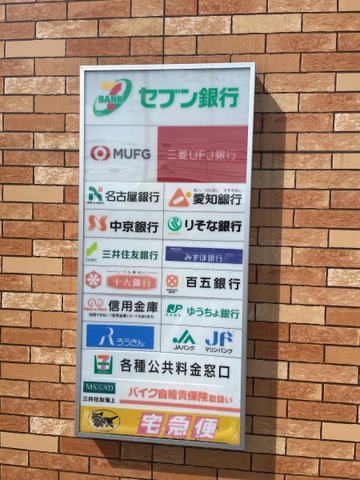 7 BANK セブン銀行
MUFG 三菱UFJ銀行
名古屋銀行 愛知銀行
中京銀行 りそな銀行
SMBC 三井住友銀行 みずほ銀行
十六銀行 百五銀行
信用金庫 JP ゆうちょ銀行
ろうきん JA JAバンク JF マリンバンク
7 各種公共料金窓口
MS&AD 三井住友海上 バイク自賠責保険取扱い
宅急便